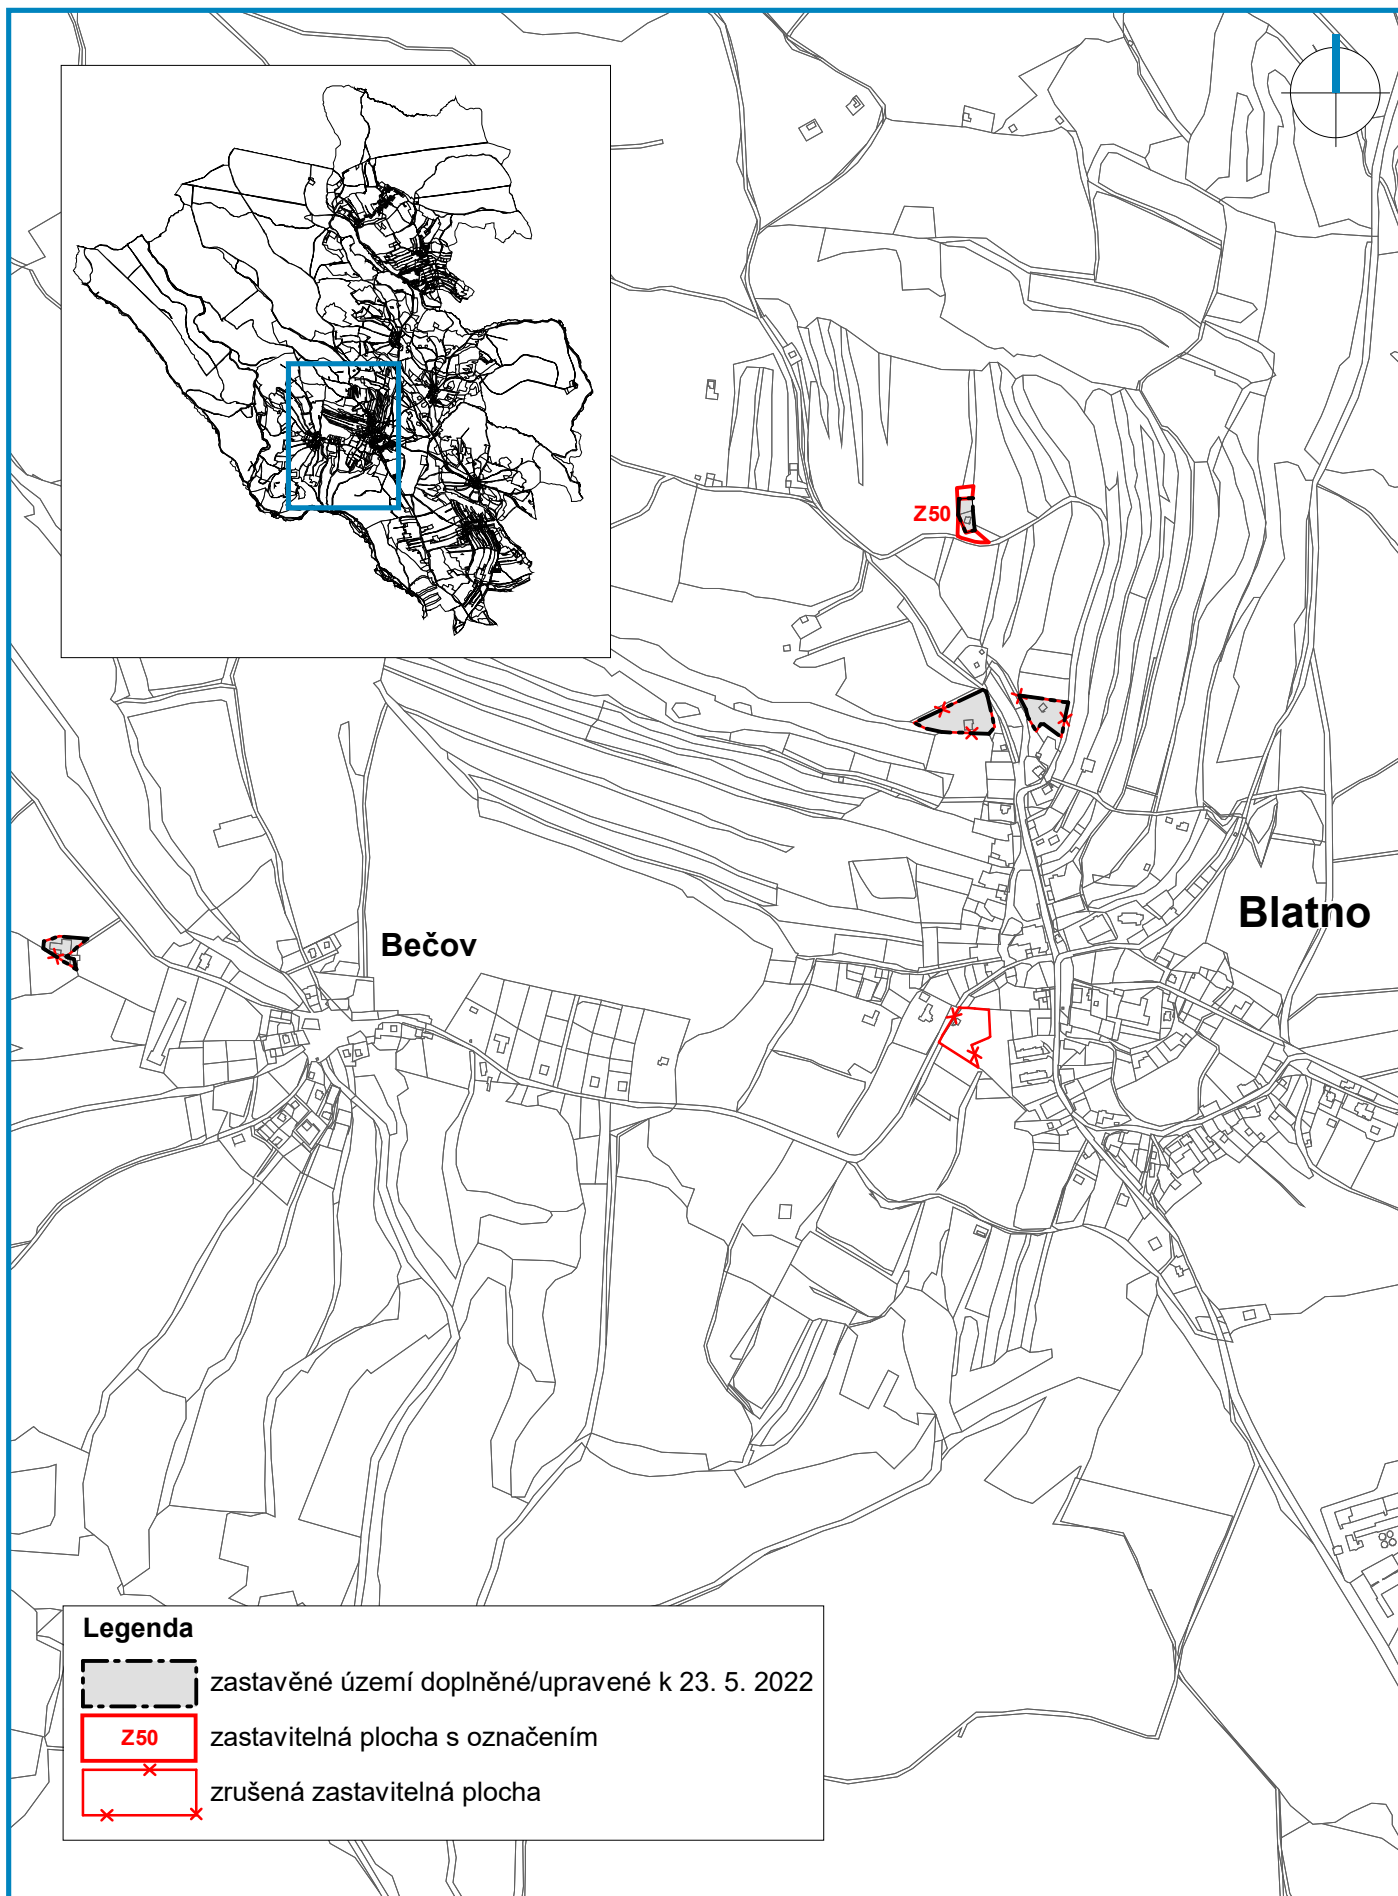 Z50
Blatno
Bečov
Legenda
zastavěné území doplněné/upravené k 23. 5. 2022
Z50 zastavitelná plocha s označením
zrušená zastavitelná plocha